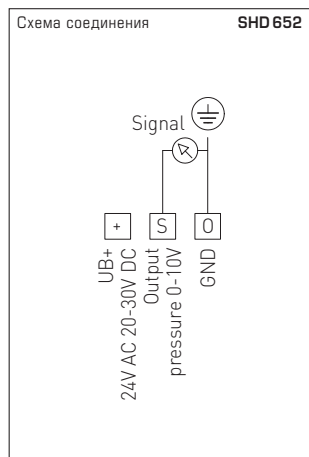 Схема соединения SHD 652
Signal
+ S 0
UB+
24V AC 20-30V DC
Output
pressure 0-10V
GND